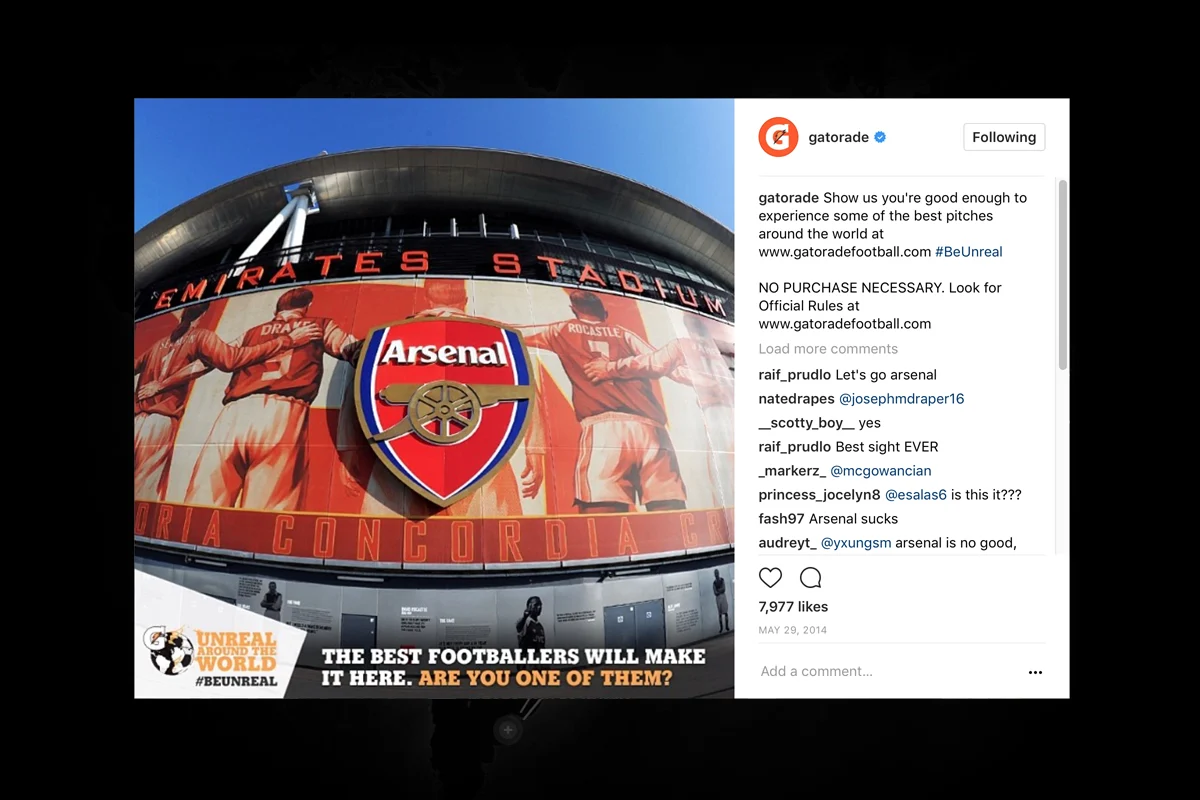 EMIRATES STADIUM
DRAKE
3
ROCASTLE
7
Arsenal
CONCORDIA
UNREAL
AROUND THE
WORLD
#BEUNREAL
THE BEST FOOTBALLERS WILL MAKE
IT HERE. ARE YOU ONE OF THEM?
gatorade
Following
gatorade Show us you're good enough to
experience some of the best pitches
around the world at
www.gatoradefootball.com #BeUnreal
NO PURCHASE NECESSARY. Look for
Official Rules at
www.gatoradefootball.com
Load more comments
raif_prudlo Let's go arsenal
natedrapes @josephmdraper16
__scotty_boy__ yes
raif_prudlo Best sight EVER
_markerz_ @mcgowancian
princess_jocelyn8 @esalas6 is this it???
fash97 Arsenal sucks
audreyt_ @yxungsm arsenal is no good,
7,977 likes
MAY 29, 2014
Add a comment...